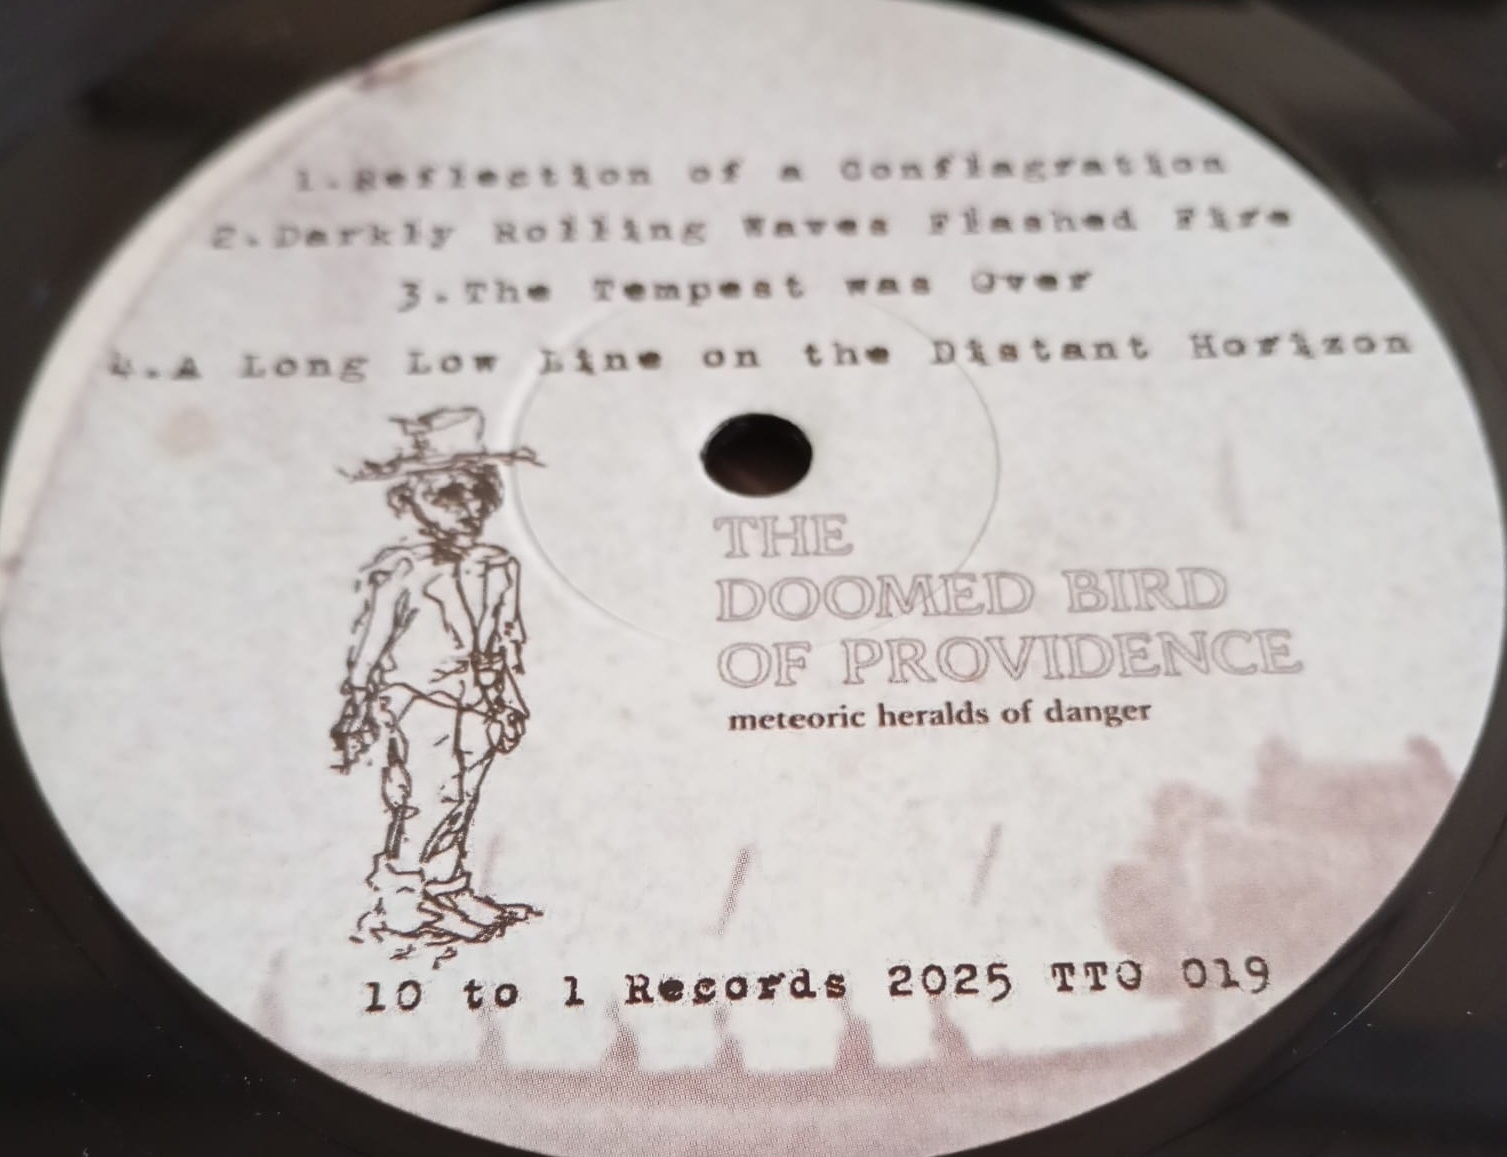 1.Reflection of a Conflagration
2.Darkly Rolling Waves Flashed Fire
3.The Tempest was Over
4.A Long Low Line on the Distant Horizon
THE
DOOMED BIRD
OF PROVIDENCE
meteoric heralds of danger
10 to 1 Records 2025 TTO 019